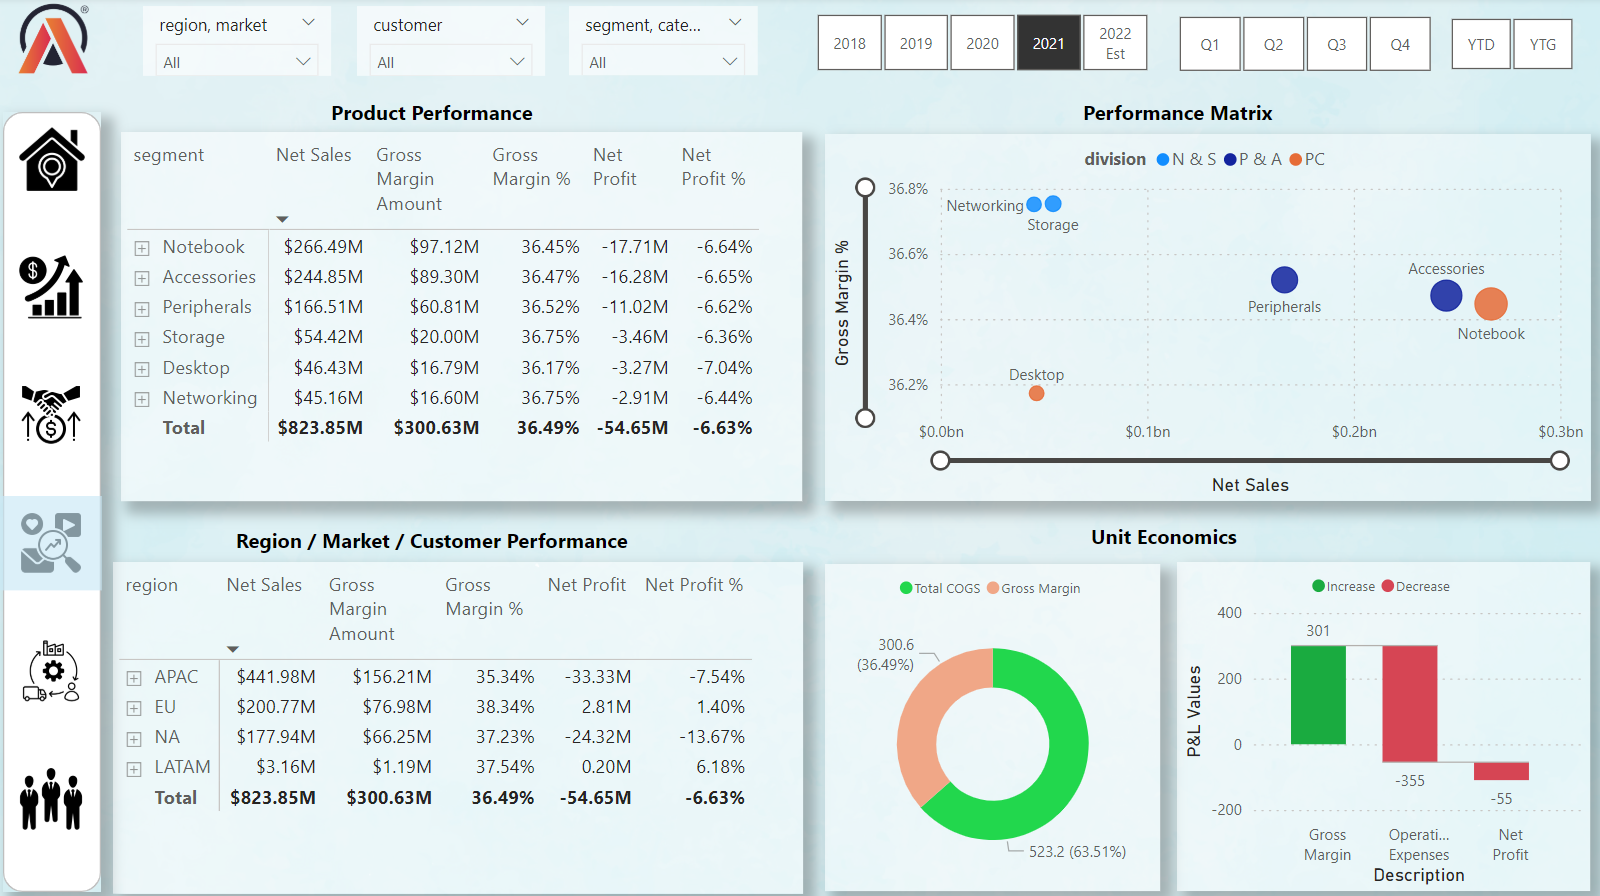 ®
region, market
All
customer
All
segment, cate...
All
2018
2019
2020
2021
2022
Est
Q1
Q2
Q3
Q4
YTD
YTG
Product Performance
segment Net Sales Gross Margin Amount Gross Margin % Net Profit Net Profit %
Notebook $266.49M $97.12M 36.45% -17.71M -6.64%
Accessories $244.85M $89.30M 36.47% -16.28M -6.65%
Peripherals $166.51M $60.81M 36.52% -11.02M -6.62%
Storage $54.42M $20.00M 36.75% -3.46M -6.36%
Desktop $46.43M $16.79M 36.17% -3.27M -7.04%
Networking $45.16M $16.60M 36.75% -2.91M -6.44%
Total $823.85M $300.63M 36.49% -54.65M -6.63%
Performance Matrix
division N & S P & A PC
Gross Margin %
36.8%
36.6%
36.4%
36.2%
Networking
Storage
Accessories
Peripherals
Notebook
Desktop
$0.0bn $0.1bn $0.2bn $0.3bn
Net Sales
Region / Market / Customer Performance
region Net Sales Gross Margin Amount Gross Margin % Net Profit Net Profit %
APAC $441.98M $156.21M 35.34% -33.33M -7.54%
EU $200.77M $76.98M 38.34% 2.81M 1.40%
NA $177.94M $66.25M 37.23% -24.32M -13.67%
LATAM $3.16M $1.19M 37.54% 0.20M 6.18%
Total $823.85M $300.63M 36.49% -54.65M -6.63%
Unit Economics
Total COGS Gross Margin
300.6
(36.49%)
523.2 (63.51%)
Increase Decrease
P&L Values
400
200
0
-200
301
-355
-55
Gross Margin
Operati... Expenses
Net Profit
Description